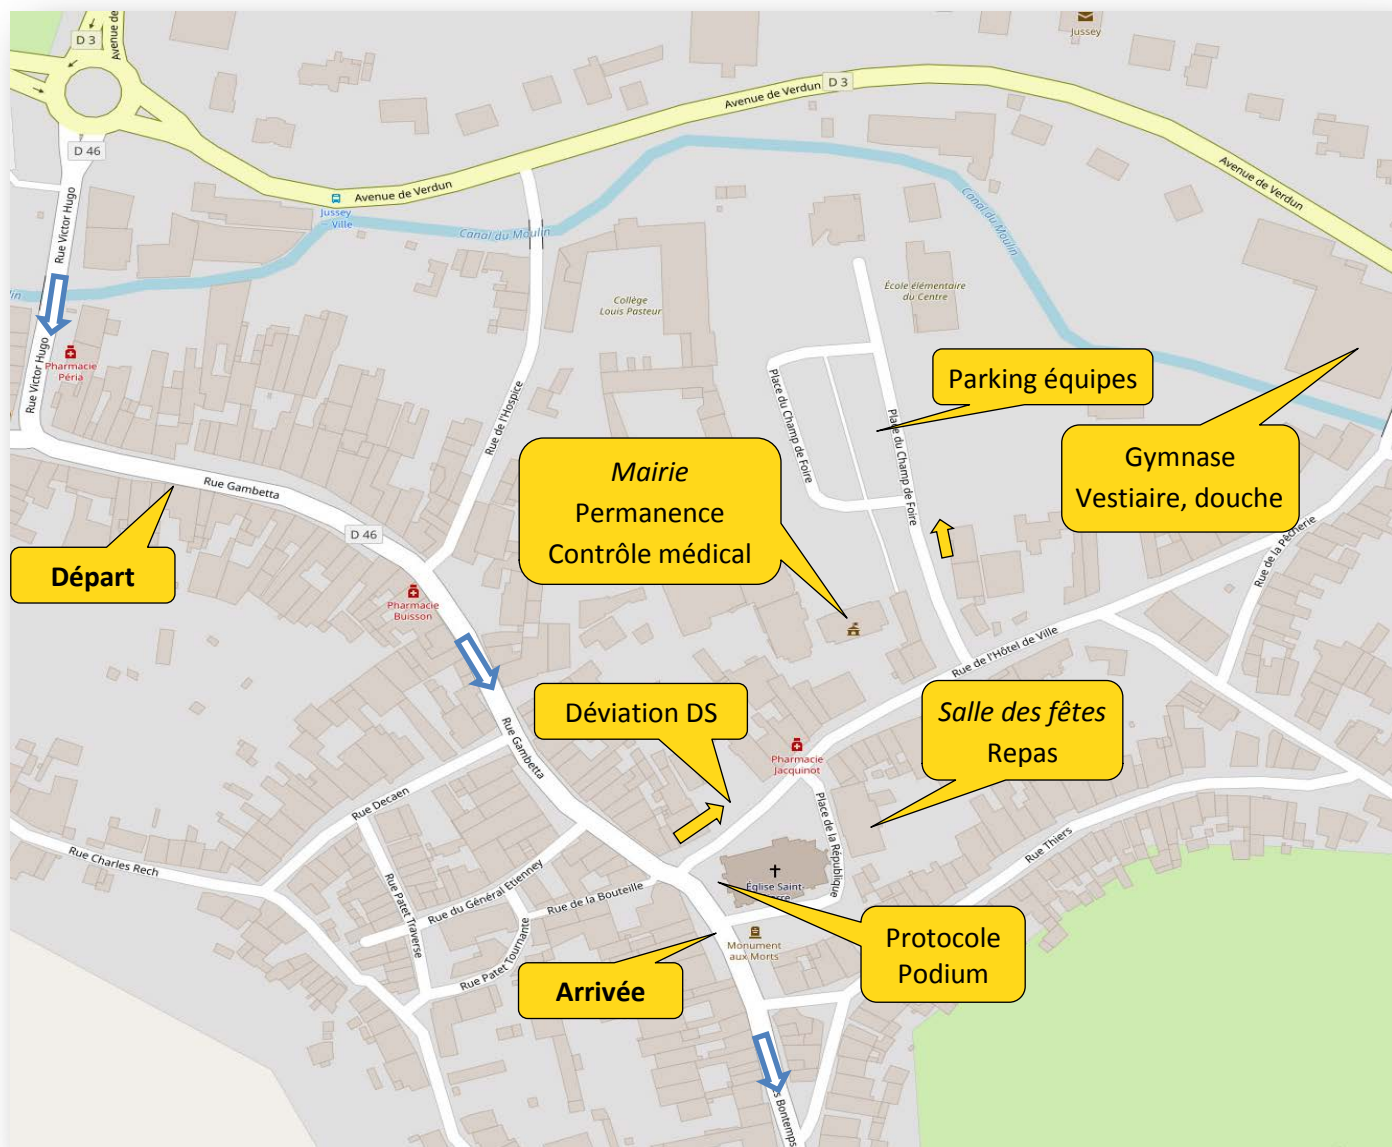 Avenue de
D 3
Jussey
D 3
Avenue de Verdun
D 46
Avenue de Verdun
Avenue de Verdun
Jussey
Ville
Rue Victor Hugo
Canal du Moulin
Canal du Moulin
École élémentaire
du Centre
Collège
Louis Pasteur
Pharmacie
Péria
Rue Victor Hugo
Parking équipes
Place du Champ de Foire
Place du Champ de Foire
Rue de l'Hospice
Gymnase
Vestiaire, douche
Mairie
Permanence
Contrôle médical
Rue Gambetta
D 46
Départ
Rue de la Pêcherie
Pharmacie
Buisson
Rue de l'Hôtel de Ville
Déviation DS
Salle des fêtes
Repas
Rue Gambetta
Pharmacie
Jacquinot
Rue Decaen
Place de la République
Rue Thiers
Rue Charles Rech
Rue Patet Traverse
Rue du Général Etienney
Rue de la Bouteille
Église Saint-
Rue Patet Tournante
Monument
aux Morts
Protocole
Podium
Arrivée
Bontemps